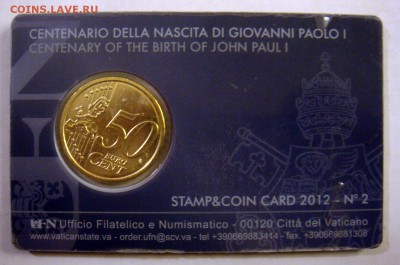 COINS.ЛАVE.RU
CENTENARIO DELLA NASCITA DI GIOVANNI PAOLO I
CENTENARY OF THE BIRTH OF JOHN PAUL I
50
EURO
CENT
STAMP&COIN CARD 2012 - N° 2
Ufficio Filatelico e Numismatico - 00120 Città del Vaticano
www.vaticanstate.va - order.ufn@scv.va - tel +390669883414 - fax +390669881308